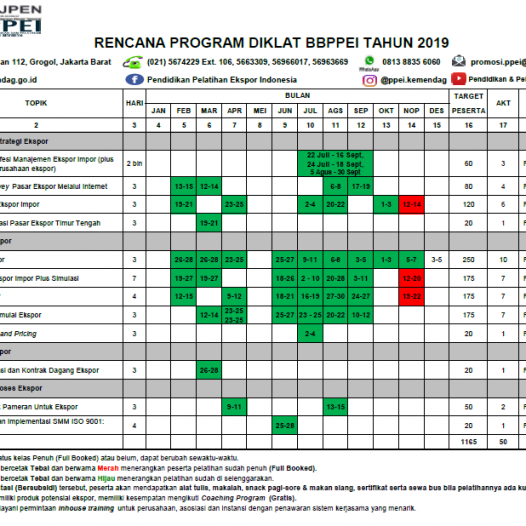 JPEN
PPEI
RENCANA PROGRAM DIKLAT BBPPEI TAHUN 2019
an 112, Grogol, Jakarta Barat (021) 5674229 Ext. 106, 5663309, 56966017, 56963669 WhatsApp 0813 8835 6060 promosi.ppei@
dag.go.id Pendidikan Pelatihan Ekspor Indonesia @ppei.kemendag Pendidikan & Pe
TOPIK HARI BULAN TARGET PESERTA AKT
JAN FEB MAR APR MEI JUN JUL AGS SEP OKT NOP DES
2 3 4 5 6 7 8 9 10 11 12 13 14 15 16 17
trategi Ekspor
fesi Manajemen Ekspor Impor (plus
rusahaan ekspor) 2 bln 22 Juli - 16 Sept, 24 Juli - 18 Sept, 5 Agus - 30 Sept 60 3 F
vey Pasar Ekspor Melalui Internet 3 13-15 12-14 6-8 17-19 80 4 F
Ekspor Impor 3 19-21 23-25 2-4 20-22 1-3 12-14 120 6 F
asi Pasar Ekspor Timur Tengah 3 19-21 20 1 F
por
or 3 26-28 26-28 23-25 25-27 9-11 6-8 3-5 1-3 5-7 3-5 250 10 F
spor Impor Plus Simulasi 7 19-27 19-27 18-26 2 - 10 20-28 3-11 12-20 175 7 F
r 4 12-15 9-12 18-21 16-19 27-30 24-27 19-22 175 7 F
mulai Ekspor 3 12-14 23-25 23-25 25-27 23 - 25 20-22 10-12 175 7 F
and Pricing 3 2-4 20 1 F
por
si dan Kontrak Dagang Ekspor 3 26-28 20 1 F
oses Ekspor
Pameran Untuk Ekspor 3 9-11 13-15 50 2 F
an Implementasi SMM ISO 9001: 4 25-28 20 1 F
1165 50
atus kelas Penuh (Full Booked) atau belum, dapat berubah sewaktu-waktu.
bercetak Tebal dan berwarna Merah menerangkan peserta pelatihan sudah penuh (Full Booked).
bercetak Tebal dan berwarna Hijau menerangkan pelatihan sudah di selenggarakan.
tasi (Bersubsidi) tersebut, peserta akan mendapatkan alat tulis, makalah, snack pagi-sore & makan siang, sertifikat serta sewa bus bila pelatihannya ada ku
miliki produk potensial ekspor, memiliki kesempatan mengikuti Coaching Program (Gratis).
layani permintaan inhouse training untuk perusahaan, asosiasi dan instansi dengan penawaran sistem kerjasama yang menarik.